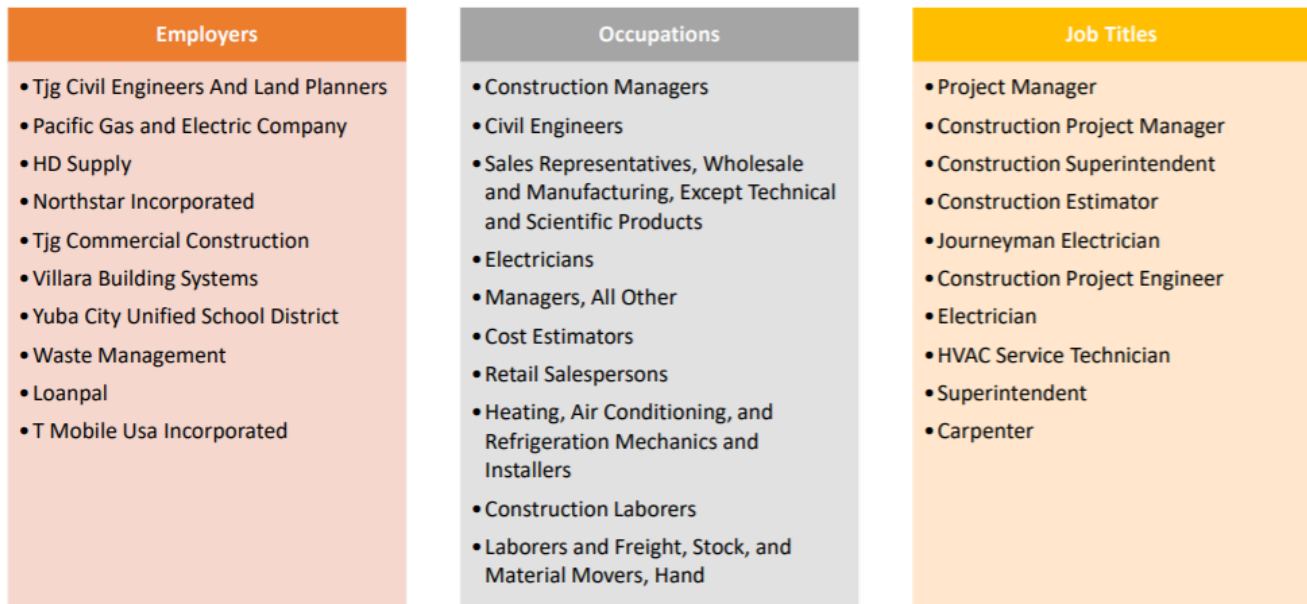 Employers
• Tjg Civil Engineers And Land Planners
• Pacific Gas and Electric Company
• HD Supply
• Northstar Incorporated
• Tjg Commercial Construction
• Villara Building Systems
• Yuba City Unified School District
• Waste Management
• Loanpal
• T Mobile Usa Incorporated
Occupations
• Construction Managers
• Civil Engineers
• Sales Representatives, Wholesale
and Manufacturing, Except Technical
and Scientific Products
• Electricians
• Managers, All Other
• Cost Estimators
• Retail Salespersons
• Heating, Air Conditioning, and
Refrigeration Mechanics and
Installers
• Construction Laborers
• Laborers and Freight, Stock, and
Material Movers, Hand
Job Titles
• Project Manager
• Construction Project Manager
• Construction Superintendent
• Construction Estimator
• Journeyman Electrician
• Construction Project Engineer
• Electrician
• HVAC Service Technician
• Superintendent
• Carpenter